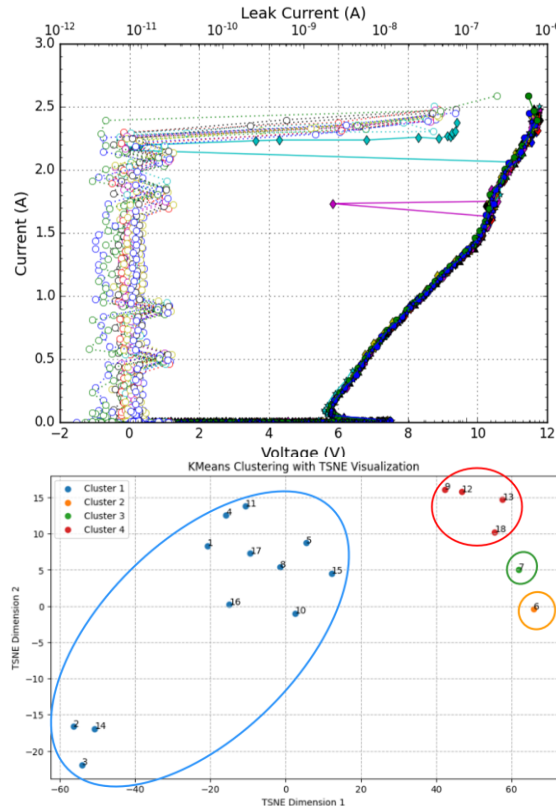 Leak Current (A)
10⁻¹² 10⁻¹¹ 10⁻¹⁰ 10⁻⁹ 10⁻⁸ 10⁻⁷
3.0
2.5
2.0
1.5
1.0
0.5
0.0
Current (A)
−2 0 2 4 6 8 10 12
Voltage (V)
KMeans Clustering with TSNE Visualization
Cluster 1
Cluster 2
Cluster 3
Cluster 4
15
10
5
0
−5
−10
−15
−20
TSNE Dimension 2
9
12
13
18
7
6
11
4
1
17
5
8
15
16
10
2
14
3
−60 −40 −20 0 20 40 60
TSNE Dimension 1